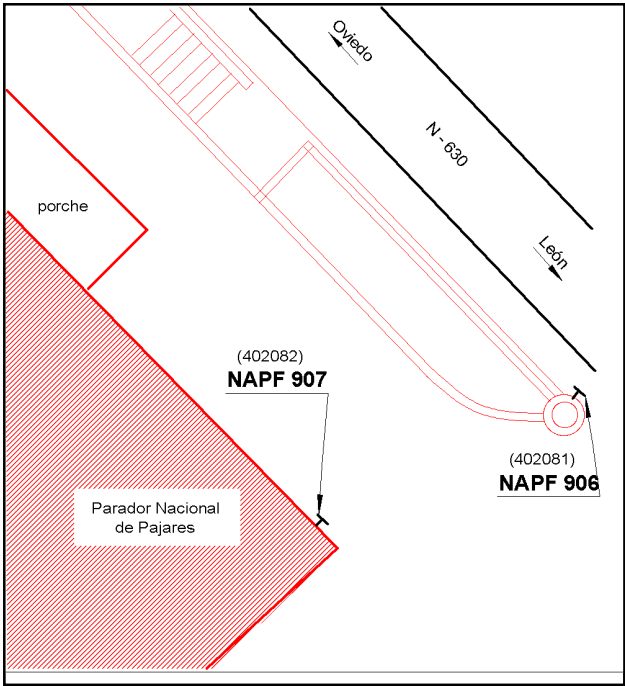 Oviedo
N - 630
porche
León
(402082)
NAPF 907
(402081)
NAPF 906
Parador Nacional
de Pajares